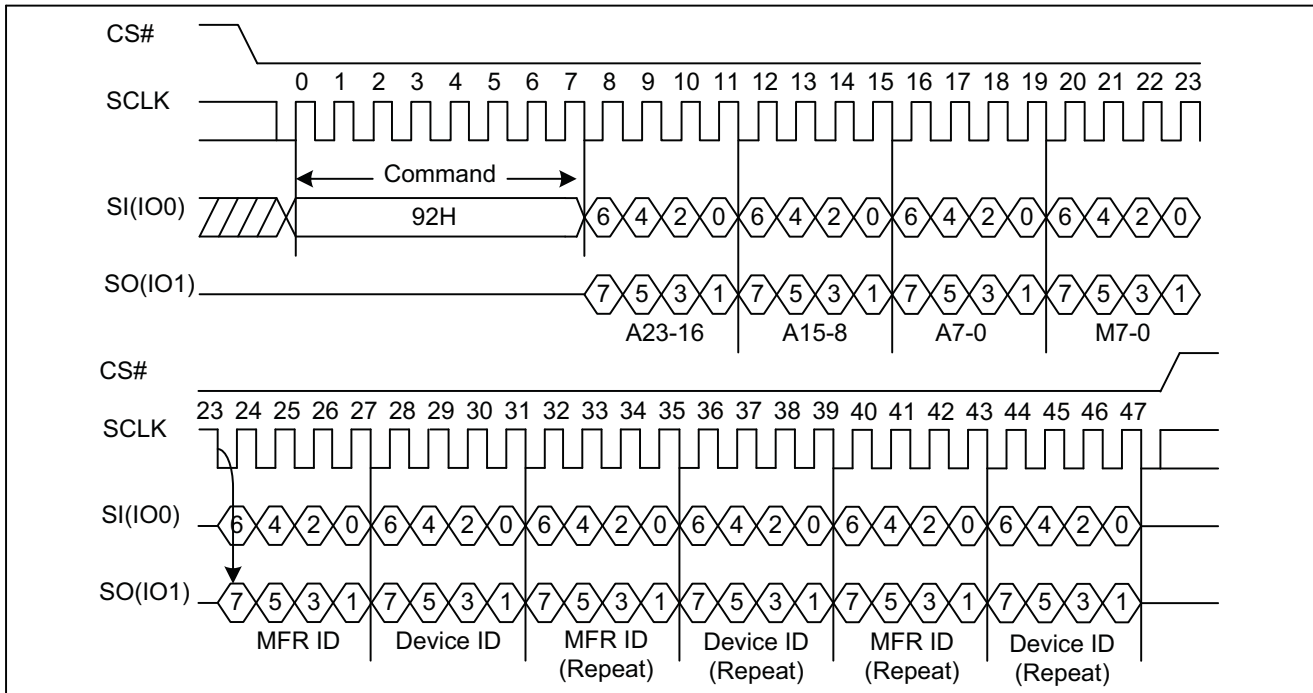 CS#
0 1 2 3 4 5 6 7 8 9 10 11 12 13 14 15 16 17 18 19 20 21 22 23
SCLK
Command
SI(IO0) 92H 6 4 2 0 6 4 2 0 6 4 2 0 6 4 2 0
SO(IO1) 7 5 3 1 7 5 3 1 7 5 3 1 7 5 3 1
A23-16 A15-8 A7-0 M7-0
CS#
23 24 25 26 27 28 29 30 31 32 33 34 35 36 37 38 39 40 41 42 43 44 45 46 47
SCLK
SI(IO0) 6 4 2 0 6 4 2 0 6 4 2 0 6 4 2 0 6 4 2 0 6 4 2 0
SO(IO1) 7 5 3 1 7 5 3 1 7 5 3 1 7 5 3 1 7 5 3 1 7 5 3 1
MFR ID Device ID MFR ID Device ID MFR ID Device ID
(Repeat) (Repeat) (Repeat) (Repeat)